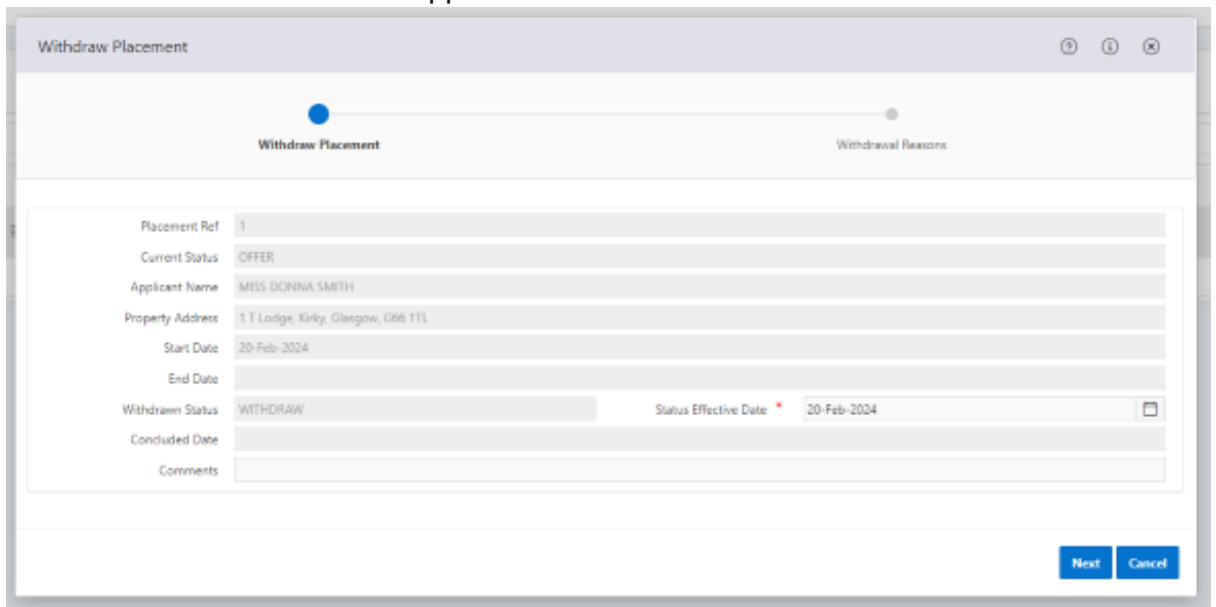 Withdraw Placement
Withdraw Placement Withdrawal Reasons
Placement Ref 1
Current Status OFFER
Applicant Name MISS DONNA SMITH
Property Address 1 T Lodge, Kirky, Glasgow, G66 1TL
Start Date 20-Feb-2024
End Date
Withdrawn Status WITHDRAW Status Effective Date * 20-Feb-2024
Concluded Date
Comments
Next Cancel